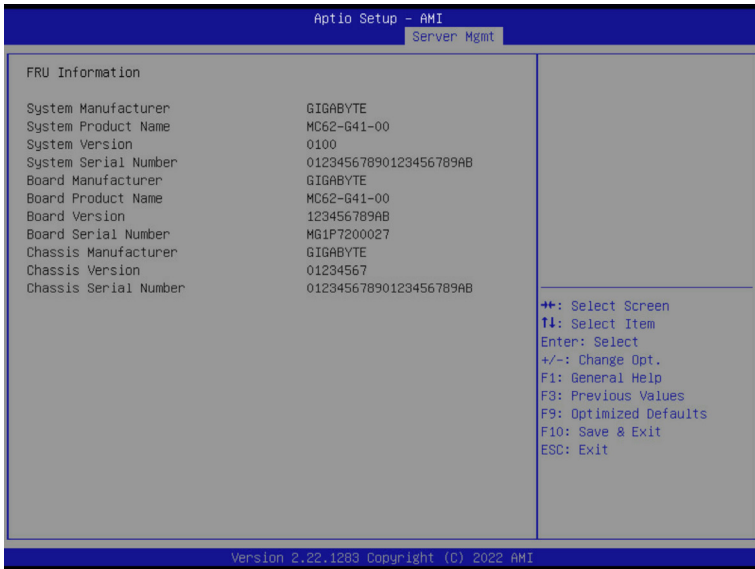 Aptio Setup – AMI
Server Mgmt
FRU Information
System Manufacturer GIGABYTE
System Product Name MC62-G41-00
System Version 0100
System Serial Number 01234567890123456789AB
Board Manufacturer GIGABYTE
Board Product Name MC62-G41-00
Board Version 123456789AB
Board Serial Number MG1P7200027
Chassis Manufacturer GIGABYTE
Chassis Version 01234567
Chassis Serial Number 01234567890123456789AB
→←: Select Screen
↑↓: Select Item
Enter: Select
+/-: Change Opt.
F1: General Help
F3: Previous Values
F9: Optimized Defaults
F10: Save & Exit
ESC: Exit
Version 2.22.1283 Copyright (C) 2022 AMI